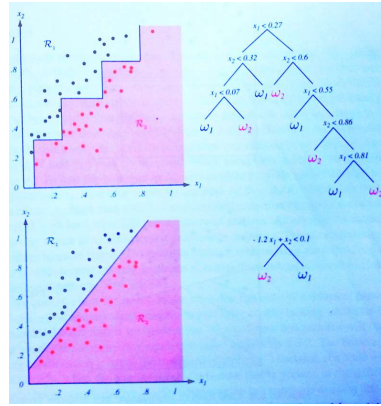 x₂
1
.8
.6
.4
.2
0
R₁
R₂
.2 .4 .6 .8 1 x₁
x₁ < 0.27
x₂ < 0.32 x₂ < 0.6
x₁ < 0.07 ω₁ ω₂ x₁ < 0.55
ω₁ ω₂ ω₁ x₂ < 0.86
ω₂ x₁ < 0.81
ω₁ ω₂
x₂
1
.8
.6
.4
.2
0
R₁
R₂
.2 .4 .6 .8 1 x₁
- 1.2 x₁ + x₂ < 0.1
ω₂ ω₁